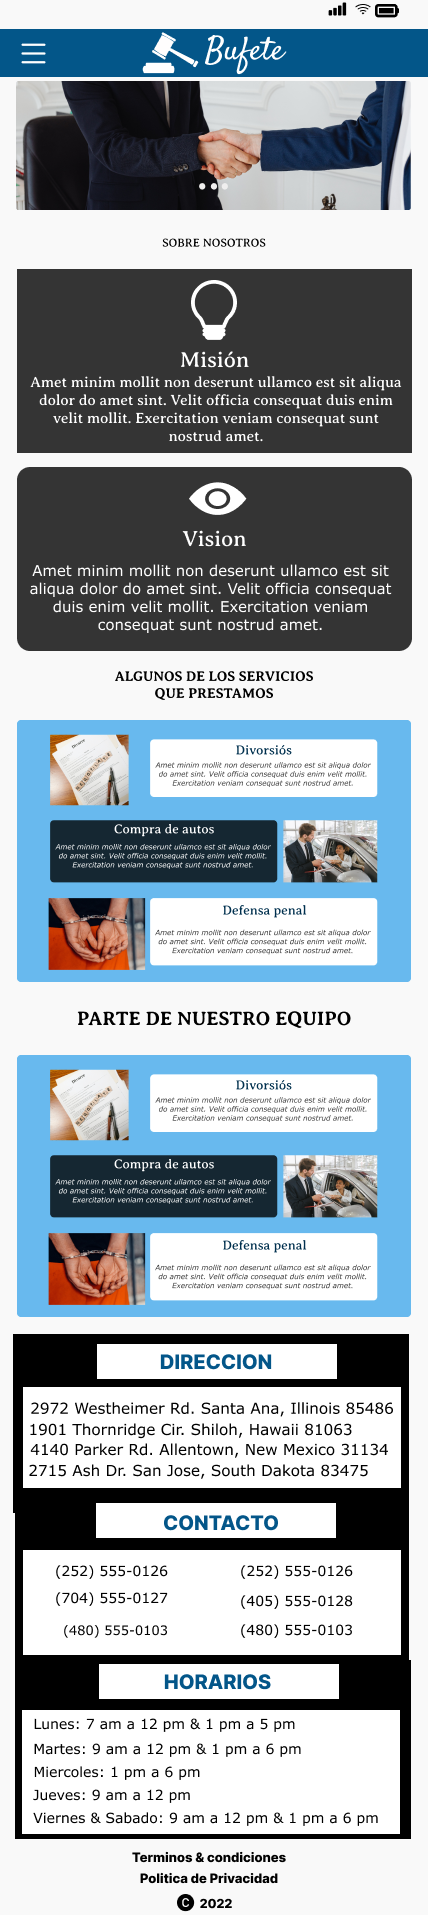 Bufete
SOBRE NOSOTROS
Misión
Amet minim mollit non deserunt ullamco est sit aliqua
dolor do amet sint. Velit officia consequat duis enim
velit mollit. Exercitation veniam consequat sunt
nostrud amet.
Vision
Amet minim mollit non deserunt ullamco est sit
aliqua dolor do amet sint. Velit officia consequat
duis enim velit mollit. Exercitation veniam
consequat sunt nostrud amet.
ALGUNOS DE LOS SERVICIOS
QUE PRESTAMOS
Divorsiós
Amet minim mollit non deserunt ullamco est sit aliqua dolor
do amet sint. Velit officia consequat duis enim velit mollit.
Exercitation veniam consequat sunt nostrud amet.
Compra de autos
Amet minim mollit non deserunt ullamco est sit aliqua dolor
do amet sint. Velit officia consequat duis enim velit mollit.
Exercitation veniam consequat sunt nostrud amet.
Defensa penal
Amet minim mollit non deserunt ullamco est sit aliqua dolor
do amet sint. Velit officia consequat duis enim velit mollit.
Exercitation veniam consequat sunt nostrud amet.
PARTE DE NUESTRO EQUIPO
Divorsiós
Amet minim mollit non deserunt ullamco est sit aliqua dolor
do amet sint. Velit officia consequat duis enim velit mollit.
Exercitation veniam consequat sunt nostrud amet.
Compra de autos
Amet minim mollit non deserunt ullamco est sit aliqua dolor
do amet sint. Velit officia consequat duis enim velit mollit.
Exercitation veniam consequat sunt nostrud amet.
Defensa penal
Amet minim mollit non deserunt ullamco est sit aliqua dolor
do amet sint. Velit officia consequat duis enim velit mollit.
Exercitation veniam consequat sunt nostrud amet.
DIRECCION
2972 Westheimer Rd. Santa Ana, Illinois 85486
1901 Thornridge Cir. Shiloh, Hawaii 81063
4140 Parker Rd. Allentown, New Mexico 31134
2715 Ash Dr. San Jose, South Dakota 83475
CONTACTO
(252) 555-0126 (252) 555-0126
(704) 555-0127 (405) 555-0128
(480) 555-0103 (480) 555-0103
HORARIOS
Lunes: 7 am a 12 pm & 1 pm a 5 pm
Martes: 9 am a 12 pm & 1 pm a 6 pm
Miercoles: 1 pm a 6 pm
Jueves: 9 am a 12 pm
Viernes & Sabado: 9 am a 12 pm & 1 pm a 6 pm
Terminos & condiciones
Politica de Privacidad
© 2022